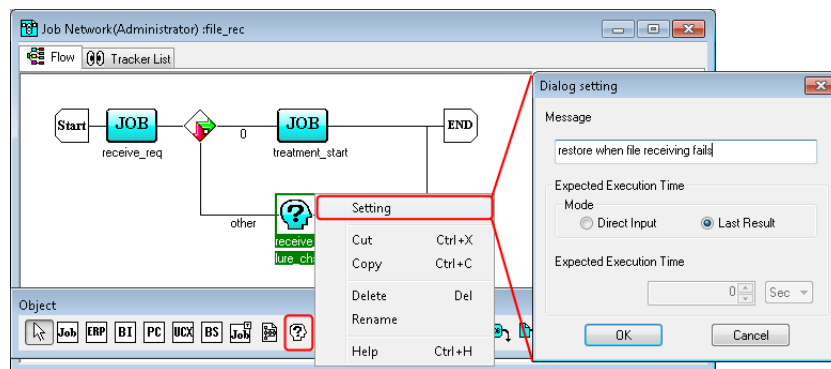 Job Network(Administrator) :file_rec
Flow
Tracker List
Start
JOB
receive_req
0
JOB
treatment_start
END
other
receive
lure_ch
Setting
Cut Ctrl+X
Copy Ctrl+C
Delete Del
Rename
Help Ctrl+H
Object
Job
ERP
BI
PC
UCX
BS
Job
Dialog setting
Message
restore when file receiving fails
Expected Execution Time
Mode
Direct Input
Last Result
Expected Execution Time
0
Sec
OK
Cancel